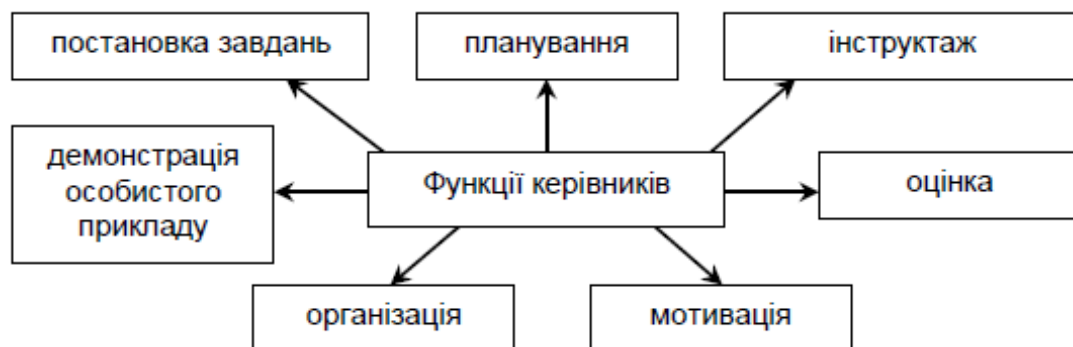 постановка завдань
планування
інструктаж
демонстрація
особистого
прикладу
Функції керівників
оцінка
організація
мотивація